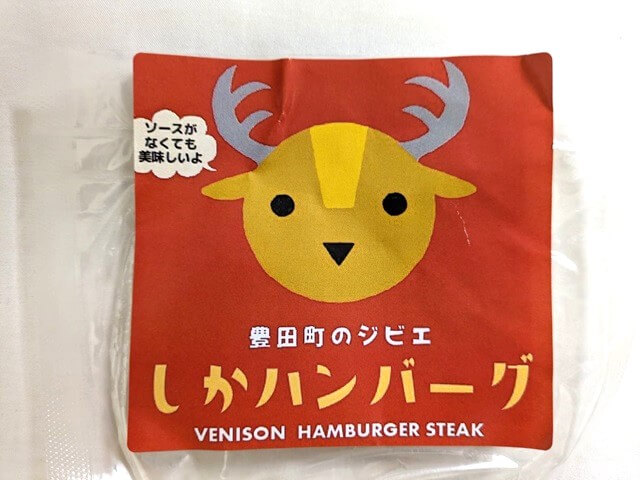 ソースが
なくても
美味しいよ
豊田町のジビエ
しかハンバーグ
VENISON HAMBURGER STEAK